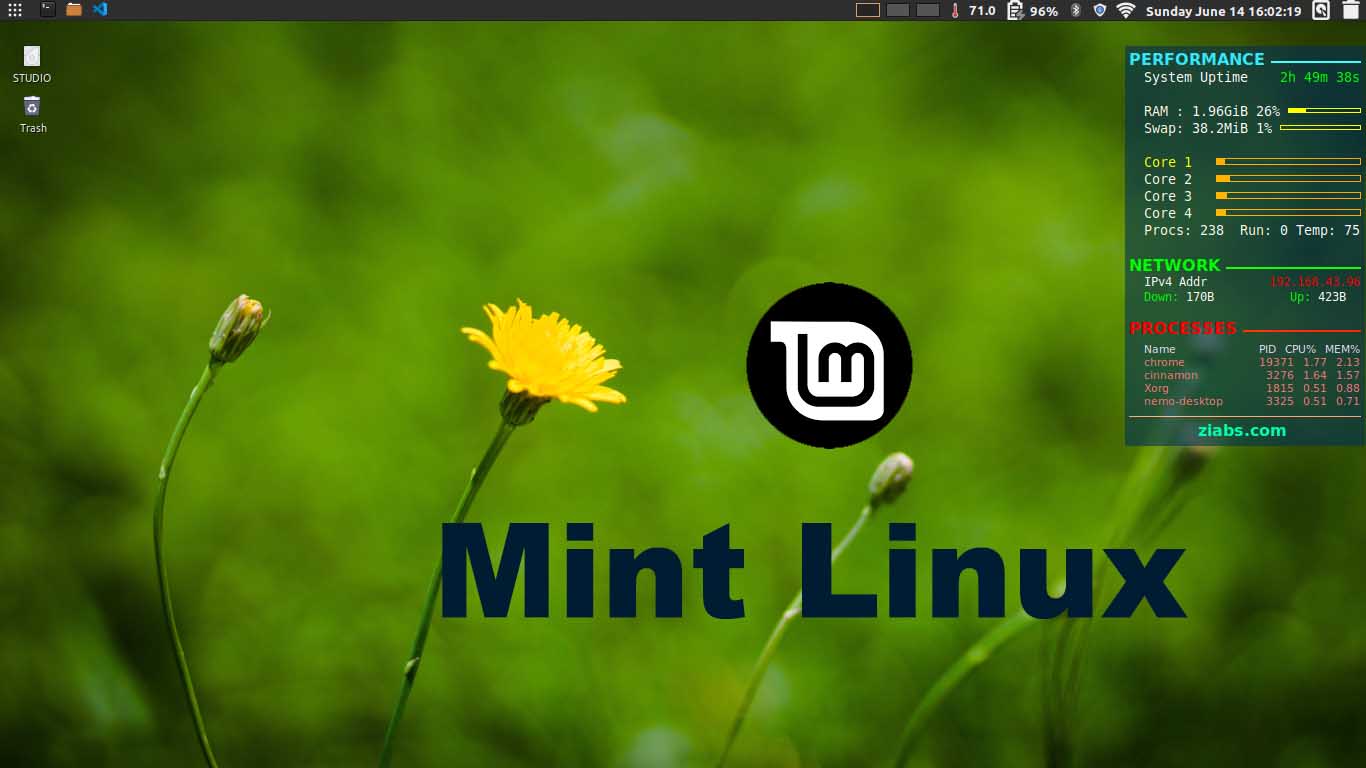 71.0 96% Sunday June 14 16:02:19
STUDIO
Trash
PERFORMANCE
System Uptime 2h 49m 38s
RAM : 1.96GiB 26%
Swap: 38.2MiB 1%
Core 1
Core 2
Core 3
Core 4
Procs: 238 Run: 0 Temp: 75
NETWORK
IPv4 Addr 192.168.43.96
Down: 170B Up: 423B
PROCESSES
Name PID CPU% MEM%
chrome 19371 1.77 2.13
cinnamon 3276 1.64 1.57
Xorg 1815 0.51 0.88
nemo-desktop 3325 0.51 0.71
ziabs.com
Mint Linux